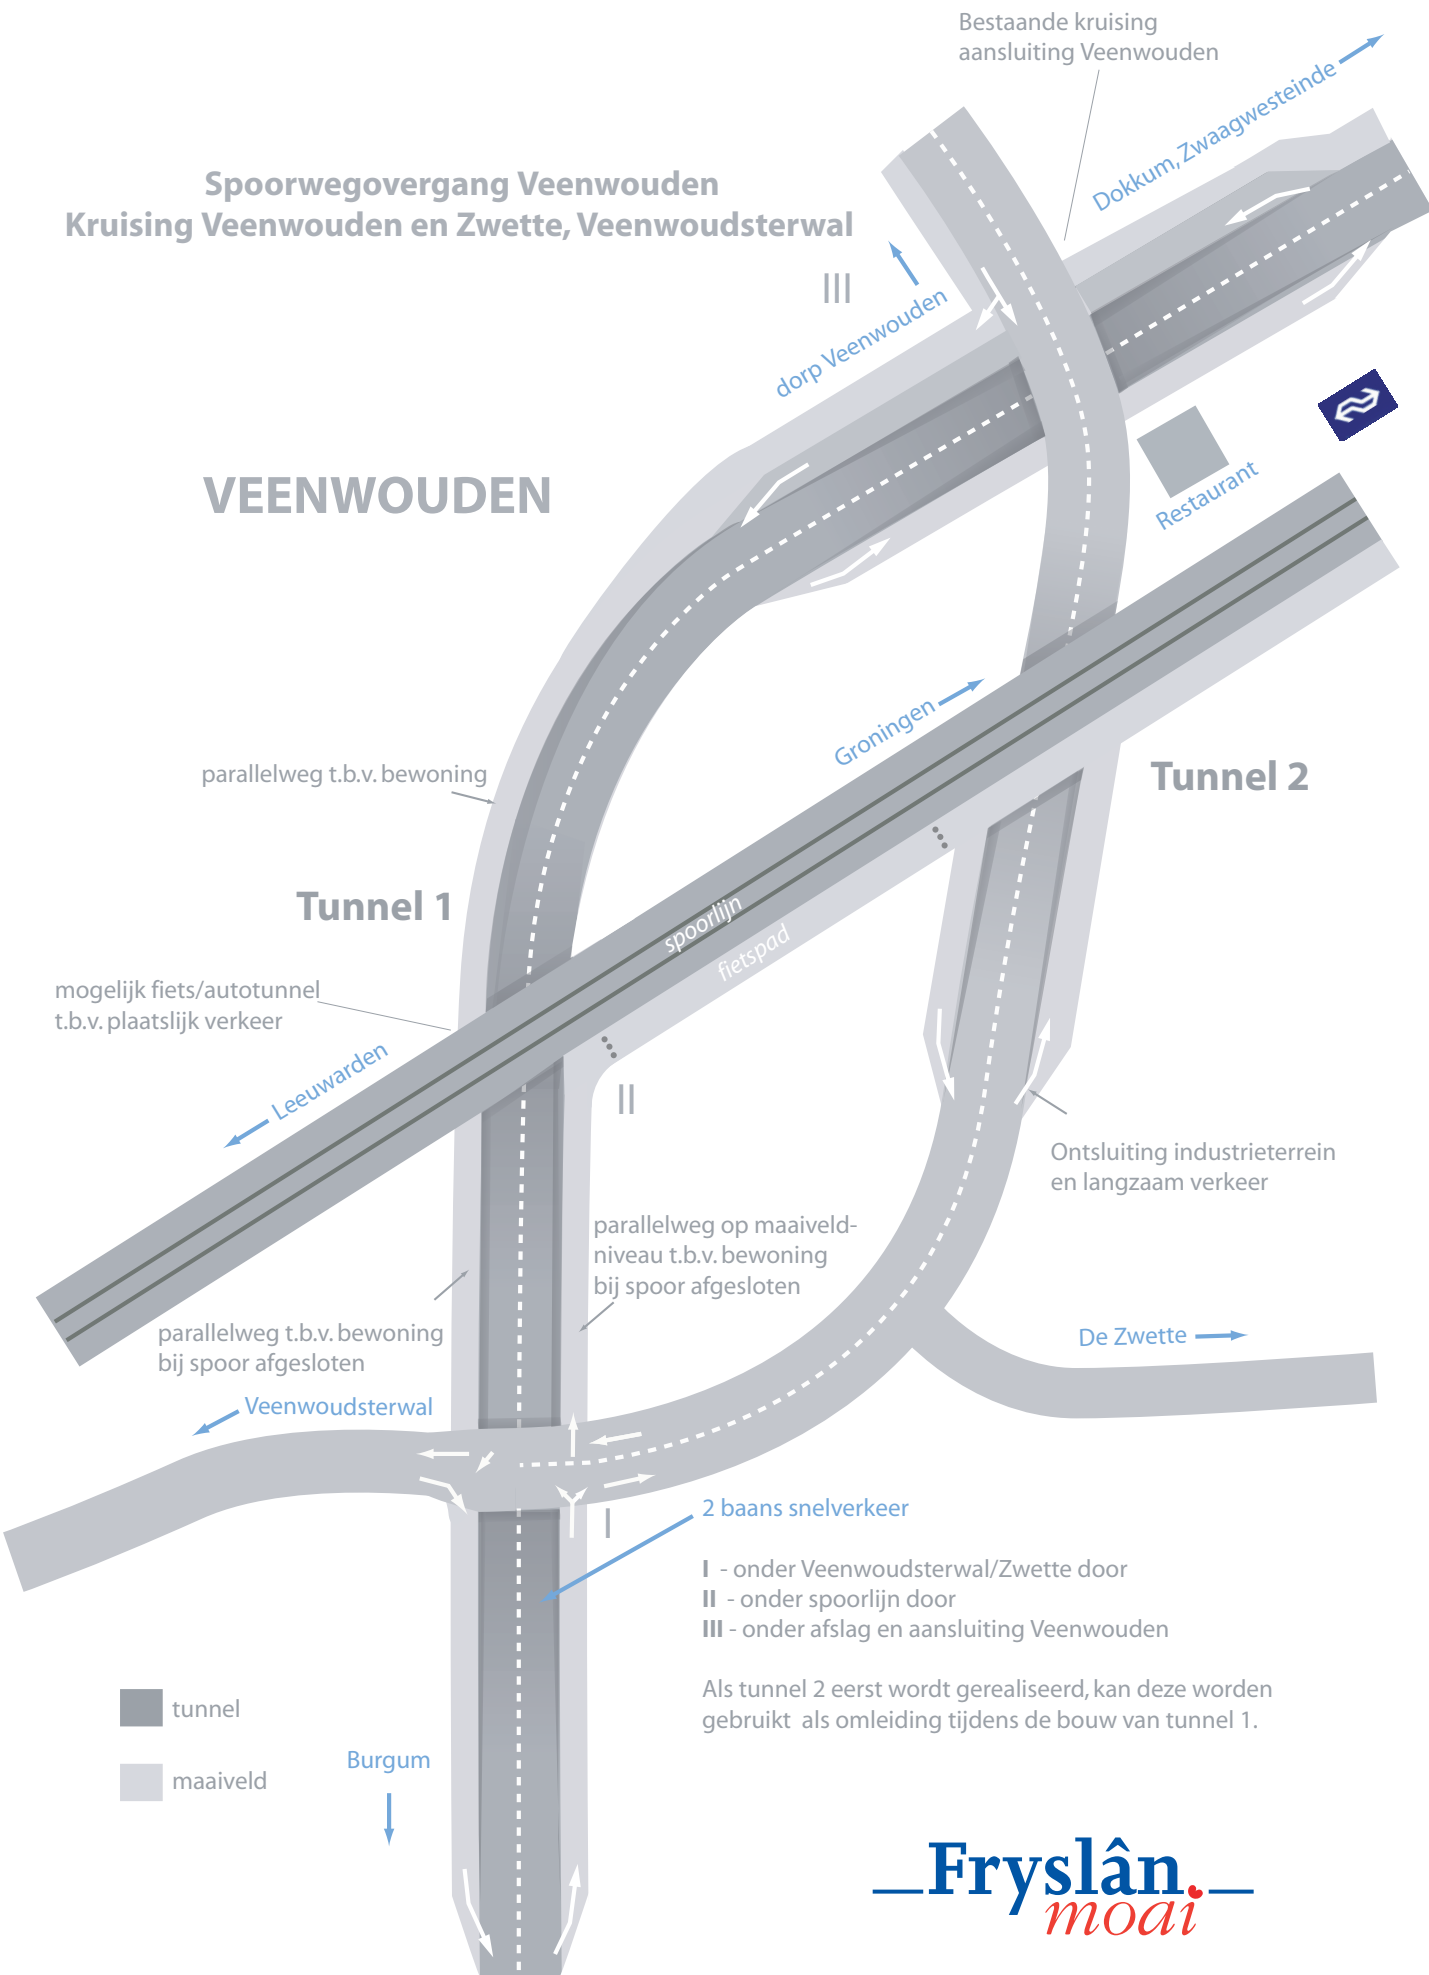 Bestaande kruising
aansluiting Veenwouden
Dokkum, Zwaagwesteinde
Spoorwegovergang Veenwouden
Kruising Veenwouden en Zwette, Veenwoudsterwal
III
dorp Veenwouden
VEENWOUDEN
Restaurant
Groningen
parallelweg t.b.v. bewoning
Tunnel 2
Tunnel 1
spoorlijn
fietspad
mogelijk fiets/autotunnel
t.b.v. plaatslijk verkeer
Leeuwarden
II
Ontsluiting industrieterrein
en langzaam verkeer
parallelweg op maaiveld-
niveau t.b.v. bewoning
bij spoor afgesloten
parallelweg t.b.v. bewoning
bij spoor afgesloten
De Zwette
Veenwoudsterwal
I
2 baans snelverkeer
I - onder Veenwoudsterwal/Zwette door
II - onder spoorlijn door
III - onder afslag en aansluiting Veenwouden
Als tunnel 2 eerst wordt gerealiseerd, kan deze worden
gebruikt als omleiding tijdens de bouw van tunnel 1.
tunnel
maaiveld
Burgum
Fryslân
moai